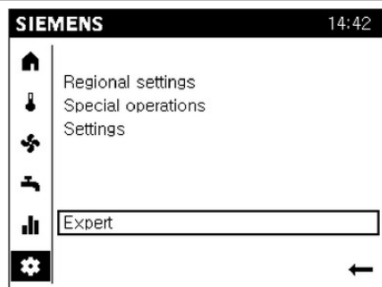 SIEMENS 14:42
Regional settings
Special operations
Settings
Expert